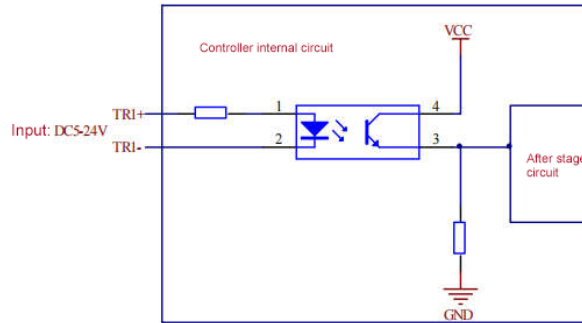 Controller internal circuit
VCC
TR1+
1
4
Input: DC5-24V
TR1-
2
3
After stage
circuit
GND